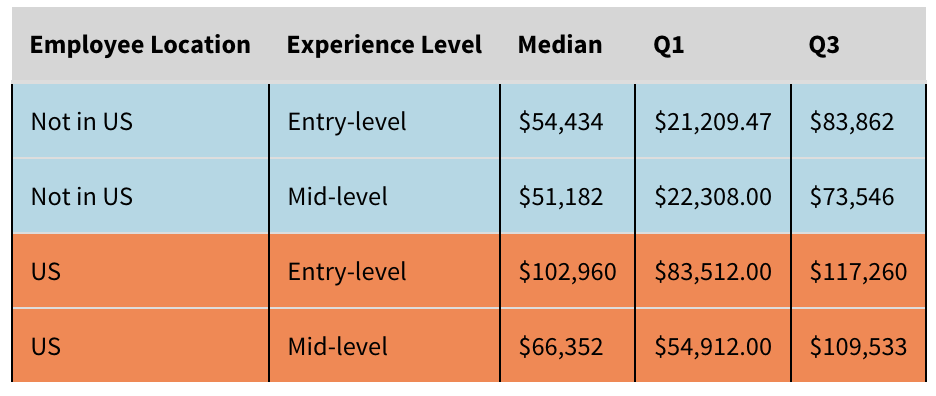 Employee Location Experience Level Median Q1 Q3
Not in US Entry-level $54,434 $21,209.47 $83,862
Not in US Mid-level $51,182 $22,308.00 $73,546
US Entry-level $102,960 $83,512.00 $117,260
US Mid-level $66,352 $54,912.00 $109,533